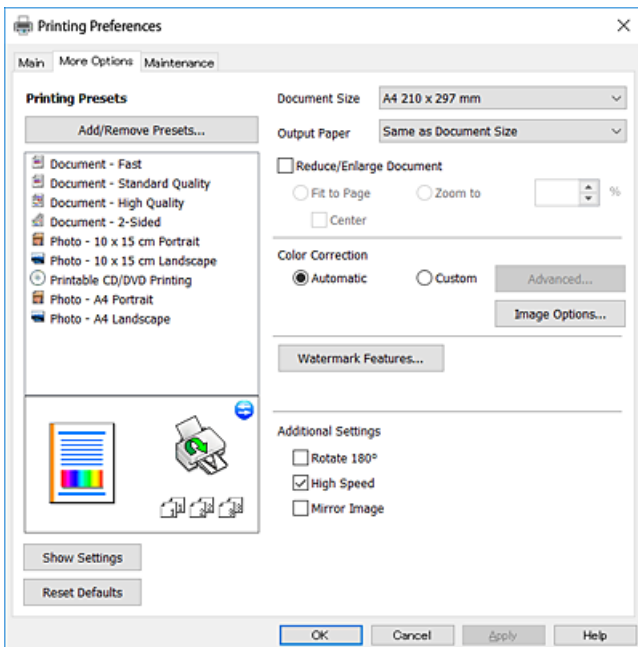 Printing Preferences
Main More Options Maintenance
Printing Presets
Add/Remove Presets...
Document - Fast
Document - Standard Quality
Document - High Quality
Document - 2-Sided
Photo - 10 x 15 cm Portrait
Photo - 10 x 15 cm Landscape
Printable CD/DVD Printing
Photo - A4 Portrait
Photo - A4 Landscape
Show Settings
Reset Defaults
Document Size A4 210 x 297 mm
Output Paper Same as Document Size
Reduce/Enlarge Document
Fit to Page Zoom to %
Center
Color Correction
Automatic Custom Advanced...
Image Options...
Watermark Features...
Additional Settings
Rotate 180º
High Speed
Mirror Image
OK Cancel Apply Help